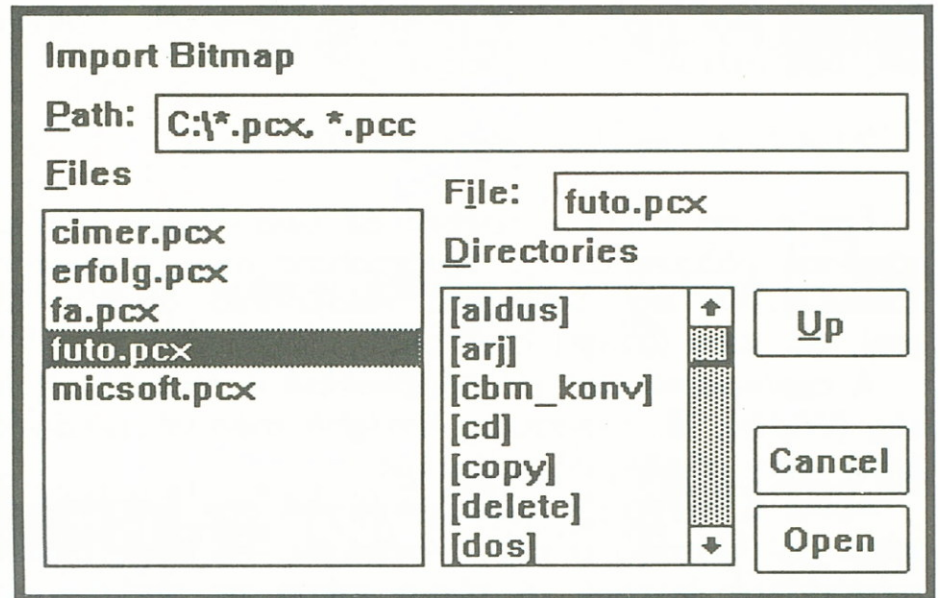 Import Bitmap
Path: C:\*.pcx, *.pcc
Files
cimer.pcx
erfolg.pcx
fa.pcx
futo.pcx
micsoft.pcx
File: futo.pcx
Directories
[aldus]
[arj]
[cbm_konv]
[cd]
[copy]
[delete]
[dos]
Up
Cancel
Open